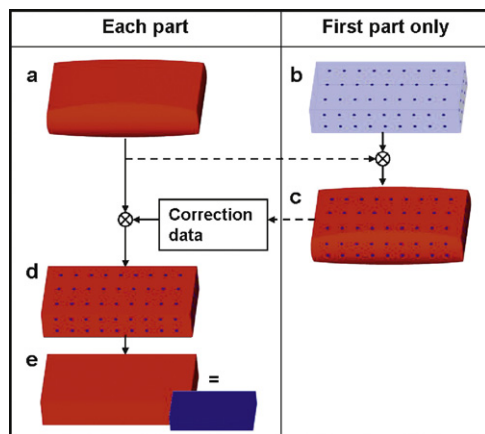 Each part
First part only
a
b
c
Correction
data
d
e
=